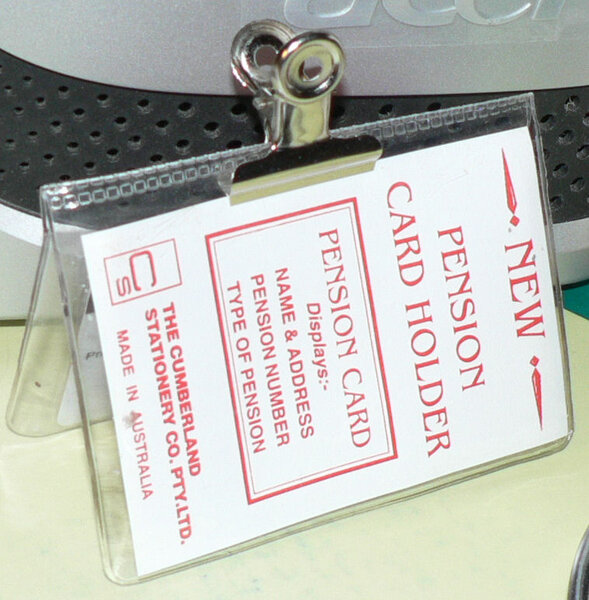 NEW
PENSION
CARD HOLDER
PENSION CARD
Displays:-
NAME & ADDRESS
PENSION NUMBER
TYPE OF PENSION
CS
THE CUMBERLAND
STATIONERY CO. PTY.LTD.
MADE IN AUSTRALIA